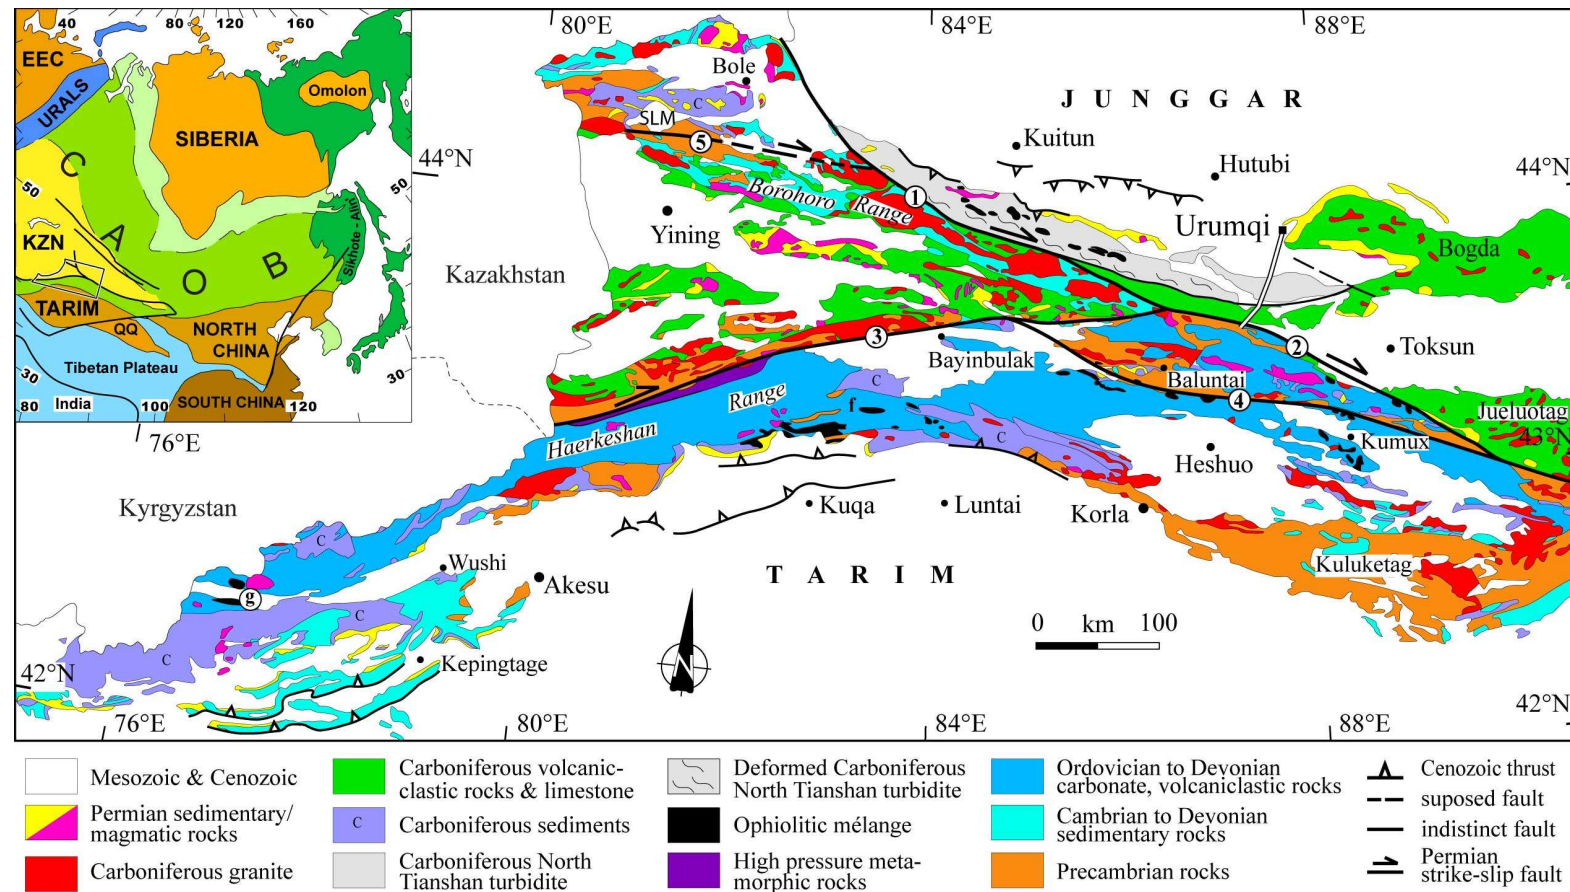 40
80
120
160
EEC
URALS
Omolon
SIBERIA
C
A
O
B
50
50
KZN
Sikhote - Alin'
TARIM
QQ
NORTH
CHINA
Tibetan Plateau
30
30
India
SOUTH CHINA
80
100
120
80°E
84°E
88°E
Bole
JUNGGAR
C
SLM
5
Kuitun
44°N
Hutubi
44°N
Borohoro
Range
1
Urumqi
Yining
Bogda
Kazakhstan
3
Bayinbulak
2
Toksun
Baluntai
C
Range
f
4
Jueluotag
76°E
Haerkeshan
C
Kumux
43°N
Heshuo
Kyrgyzstan
Kuqa
Luntai
Korla
C
Wushi
Kuluketag
Akesu
TARIM
g
C
0 km 100
C
Kepingtage
N
42°N
42°N
76°E
80°E
84°E
88°E
Mesozoic & Cenozoic
Permian sedimentary/
magmatic rocks
Carboniferous granite
Carboniferous volcanic-
clastic rocks & limestone
C
Carboniferous sediments
Carboniferous North
Tianshan turbidite
Deformed Carboniferous
North Tianshan turbidite
Ophiolitic mélange
High pressure meta-
morphic rocks
Ordovician to Devonian
carbonate, volcaniclastic rocks
Cambrian to Devonian
sedimentary rocks
Precambrian rocks
Cenozoic thrust
suposed fault
indistinct fault
Permian
strike-slip fault